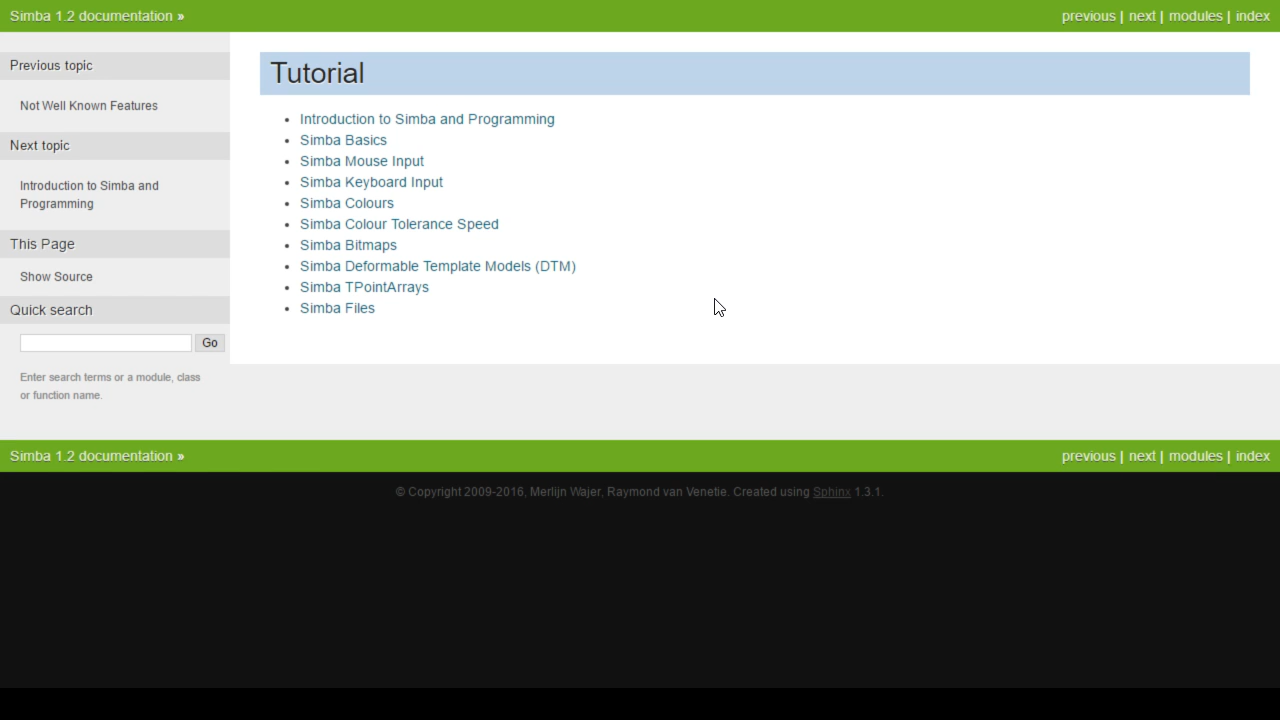 Simba 1.2 documentation »
previous | next | modules | index
Previous topic
Not Well Known Features
Next topic
Introduction to Simba and
Programming
This Page
Show Source
Quick search
Go
Enter search terms or a module, class
or function name.
Tutorial
• Introduction to Simba and Programming
• Simba Basics
• Simba Mouse Input
• Simba Keyboard Input
• Simba Colours
• Simba Colour Tolerance Speed
• Simba Bitmaps
• Simba Deformable Template Models (DTM)
• Simba TPointArrays
• Simba Files
Simba 1.2 documentation »
previous | next | modules | index
© Copyright 2009-2016, Merlijn Wajer, Raymond van Venetie. Created using Sphinx 1.3.1.